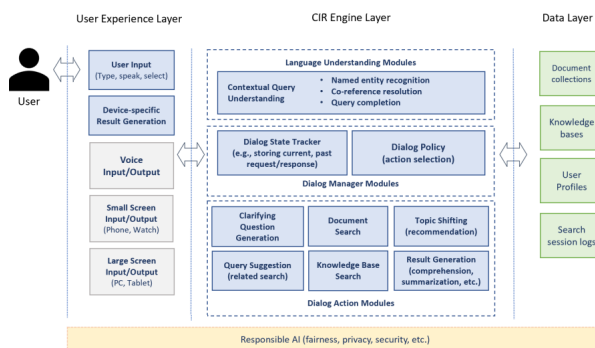 User Experience Layer
CIR Engine Layer
Data Layer
User
User Input
(Type, speak, select)
Device-specific
Result Generation
Voice
Input/Output
Small Screen
Input/Output
(Phone, Watch)
Large Screen
Input/Output
(PC, Tablet)
Language Understanding Modules
Contextual Query
Understanding
• Named entity recognition
• Co-reference resolution
• Query completion
Dialog State Tracker
(e.g., storing current, past
request/response)
Dialog Policy
(action selection)
Dialog Manager Modules
Clarifying
Question
Generation
Document
Search
Topic Shifting
(recommendation)
Query Suggestion
(related search)
Knowledge Base
Search
Result Generation
(comprehension,
summarization, etc.)
Dialog Action Modules
Document
collections
Knowledge
bases
User
Profiles
Search
session logs
Responsible AI (fairness, privacy, security, etc.)